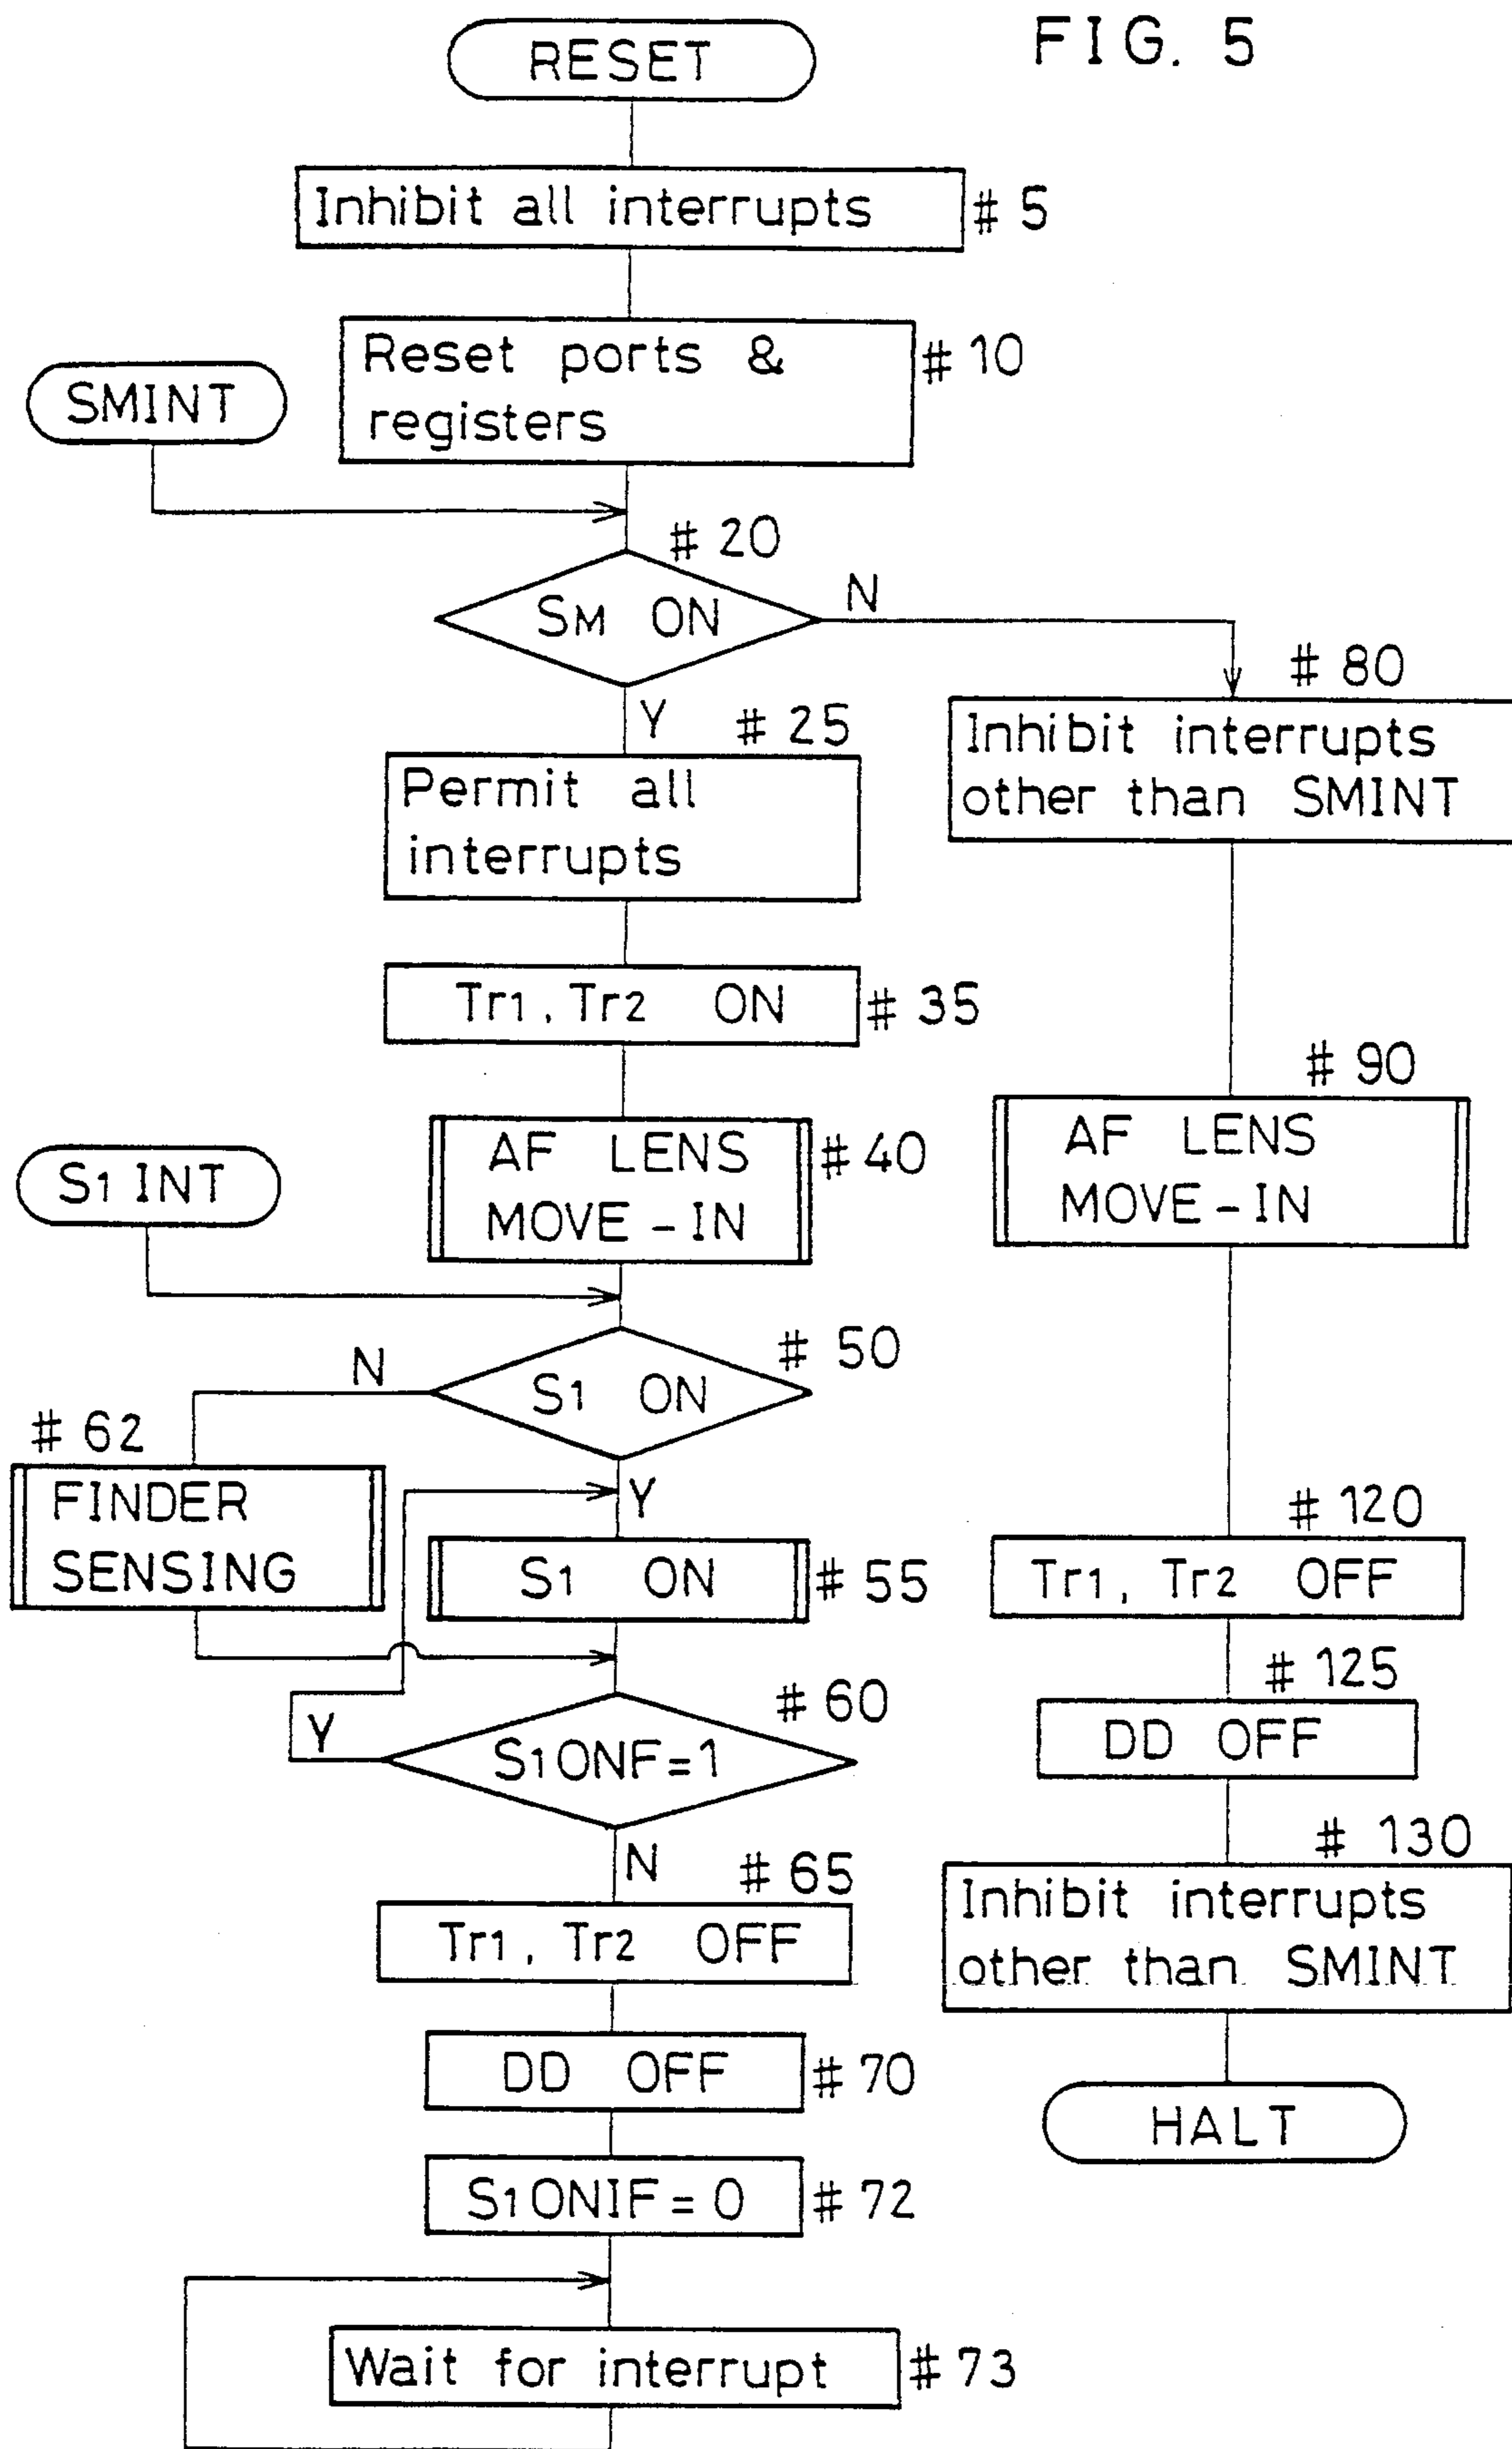 FIG. 5
RESET
Inhibit all interrupts
# 5
Reset ports &
registers
# 10
SMINT
# 20
SM ON
N
Y
# 25
Permit all
interrupts
Tr1, Tr2 ON
# 35
AF LENS
MOVE-IN
# 40
S1 INT
# 50
S1 ON
N
Y
# 62
FINDER
SENSING
S1 ON
# 55
# 60
S1ONF=1
Y
N
# 65
Tr1, Tr2 OFF
DD OFF
# 70
S1ONIF=0
# 72
Wait for interrupt
# 73
# 80
Inhibit interrupts
other than SMINT
# 90
AF LENS
MOVE-IN
# 120
Tr1, Tr2 OFF
# 125
DD OFF
# 130
Inhibit interrupts
other than SMINT
HALT